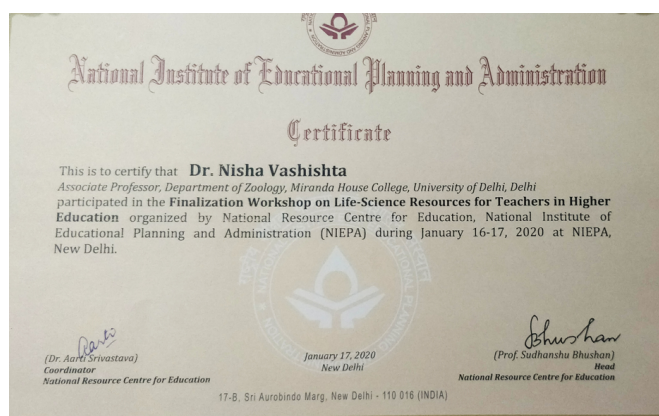 National Institute of Educational Planning and Administration
Certificate
This is to certify that Dr. Nisha Vashishta
Associate Professor, Department of Zoology, Miranda House College, University of Delhi, Delhi
participated in the Finalization Workshop on Life-Science Resources for Teachers in Higher
Education organized by National Resource Centre for Education, National Institute of
Educational Planning and Administration (NIEPA) during January 16-17, 2020 at NIEPA,
New Delhi.
(Dr. Aarti Srivastava)
Coordinator
National Resource Centre for Education
January 17, 2020
New Delhi
(Prof. Sudhanshu Bhushan)
Head
National Resource Centre for Education
17-B, Sri Aurobindo Marg, New Delhi - 110 016 (INDIA)